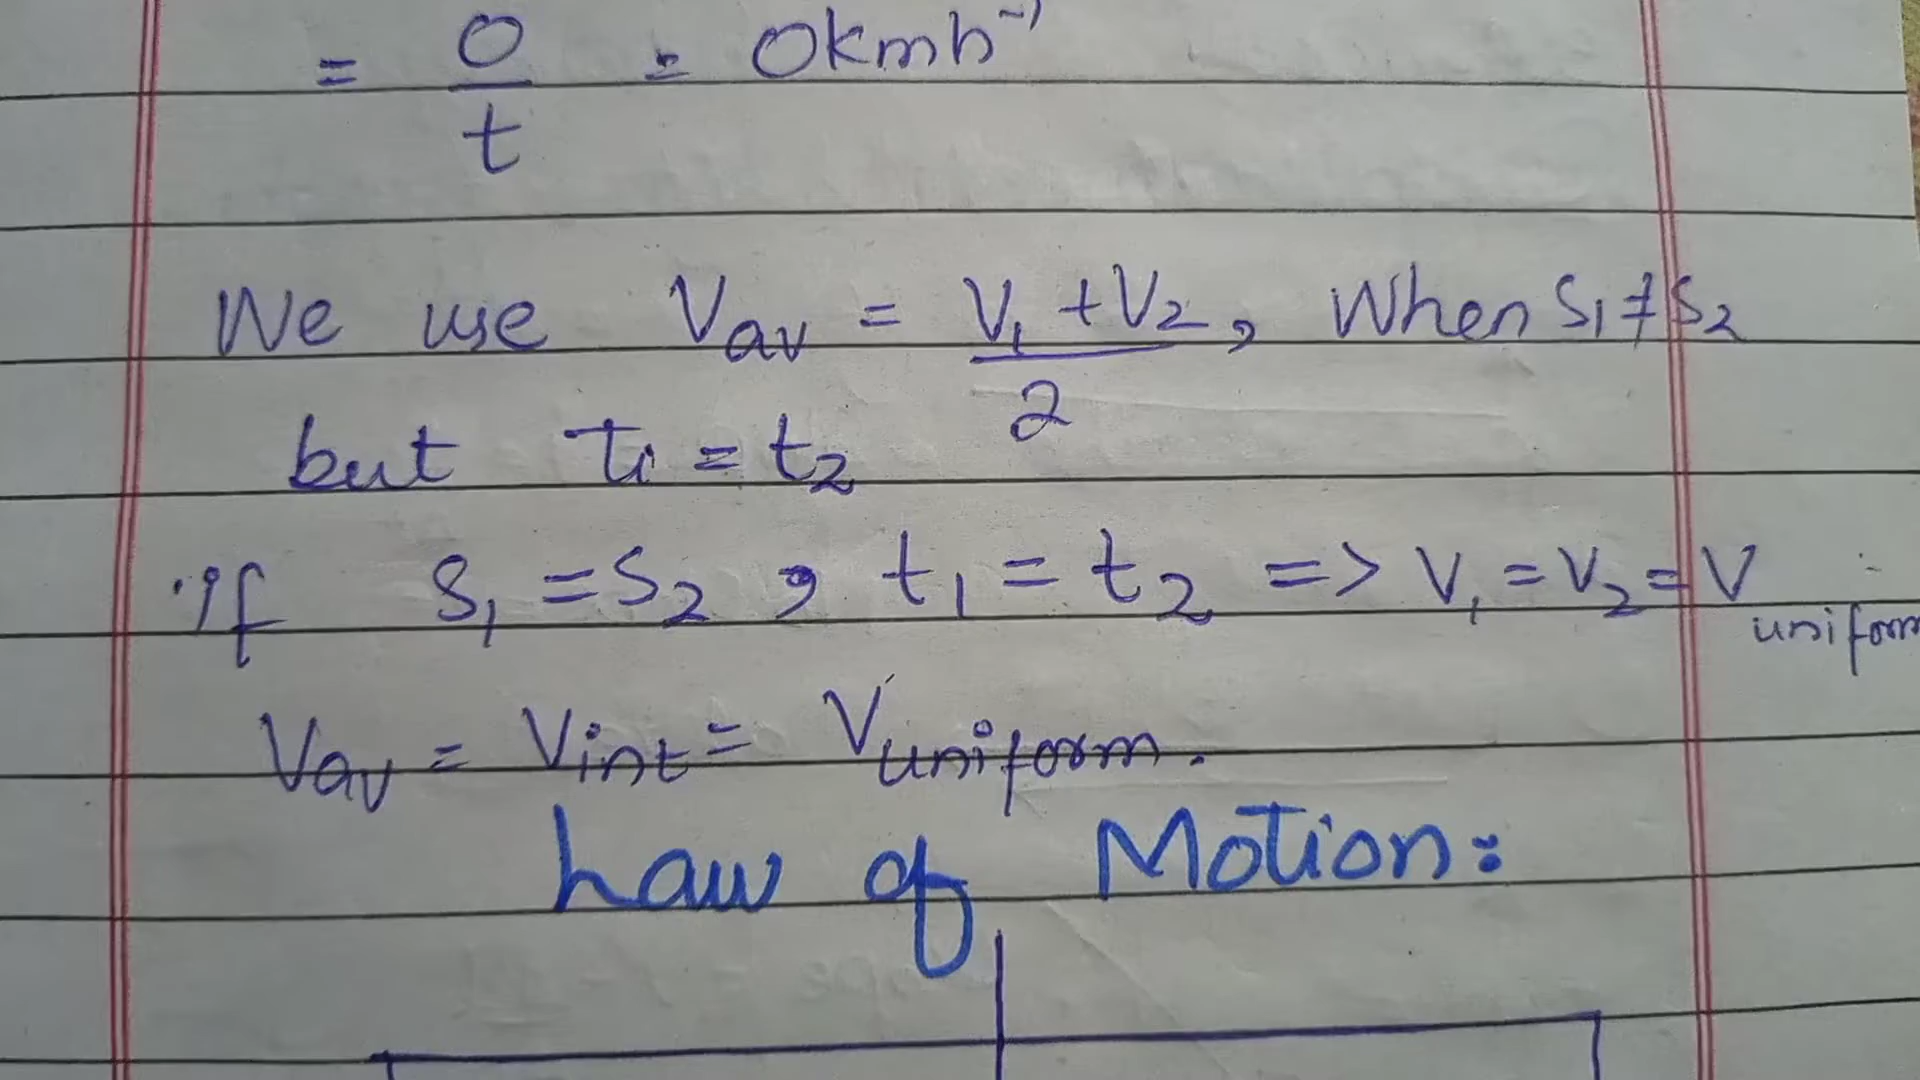 = 0/t = 0kmh⁻¹
We use Vav = V₁+V₂/2, When S₁≠S₂
but t₁ = t₂
if S₁ = S₂, t₁ = t₂ => V₁ = V₂ = V uniform
Vav = Vint = Vuniform.
Law of Motion: